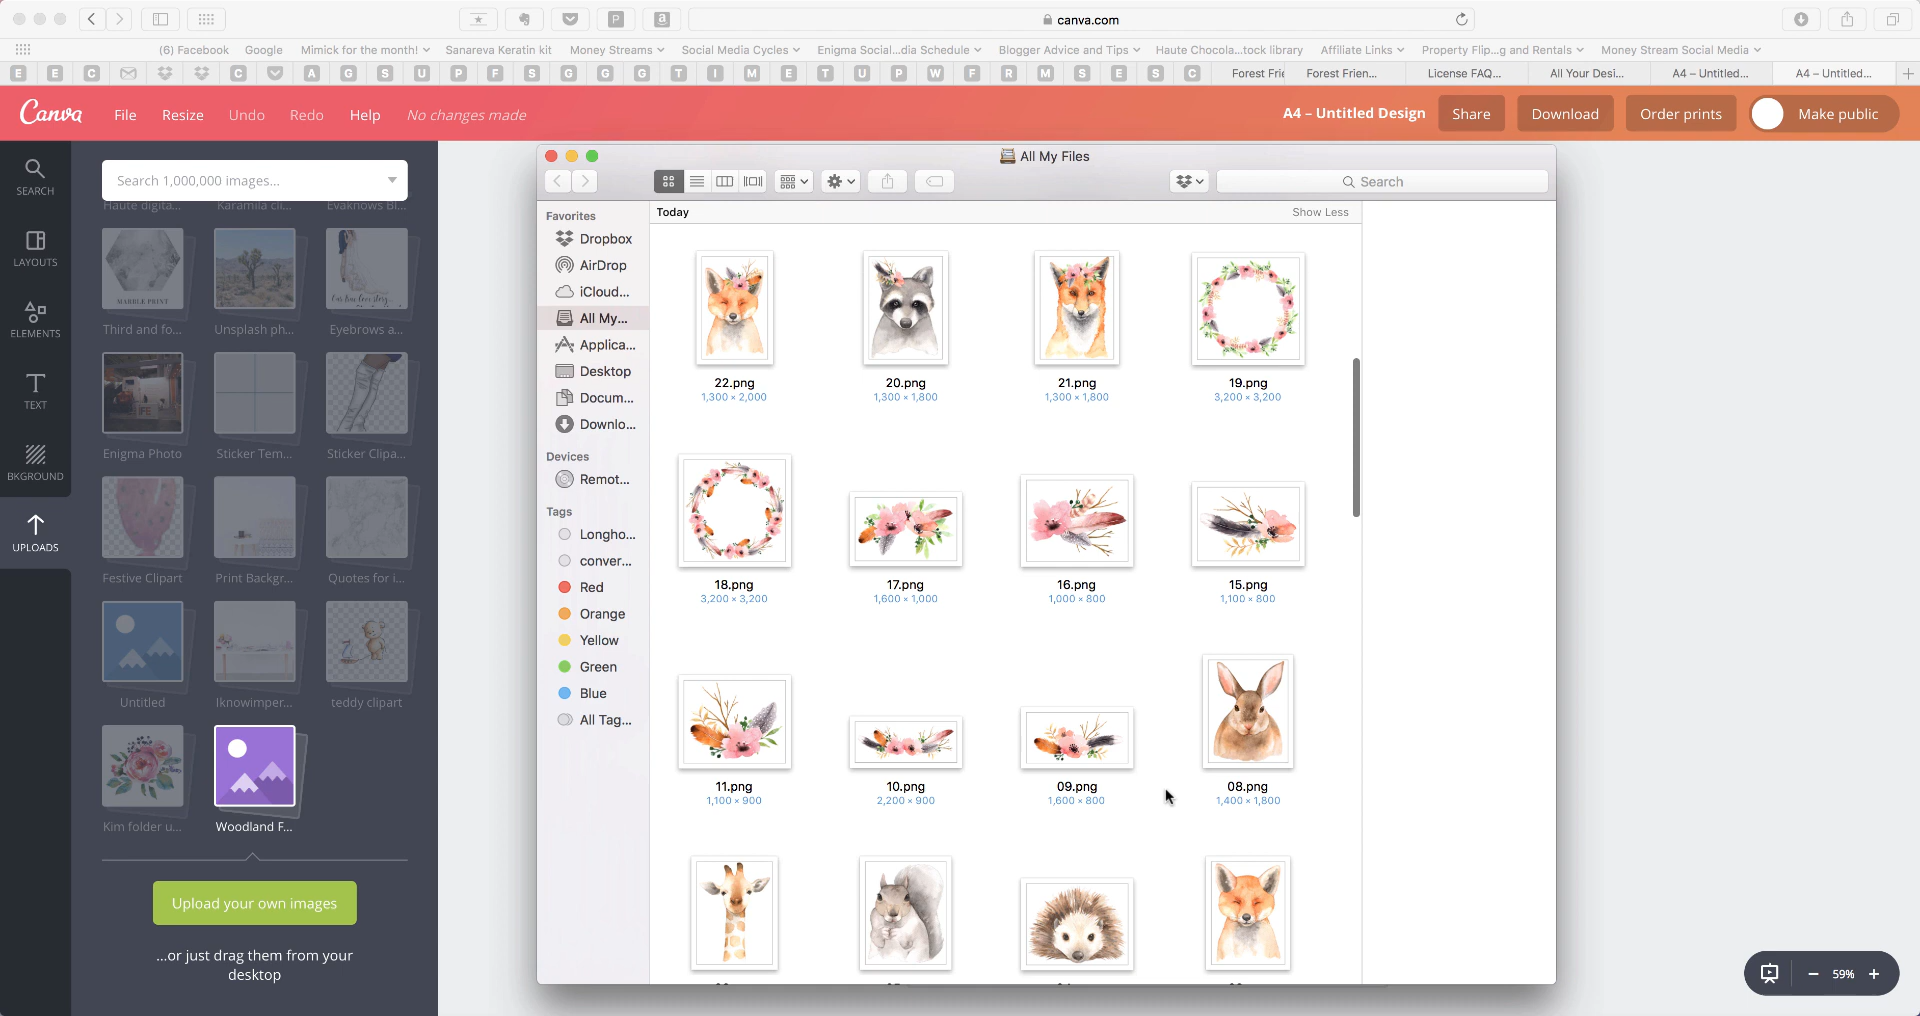 canva.com
(6) Facebook Google Mimick for the month! Sanareva Keratin kit Money Streams Social Media Cycles Enigma Social...dia Schedule Blogger Advice and Tips Haute Chocola...tock library Affiliate Links Property Flip...g and Rentals Money Stream Social Media
E E C C A G S U P F S G G G T I M E T U P W F R M S E S C Forest Frie Forest Frien... License FAQ... All Your Desi... A4 – Untitled... A4 – Untitled...
Canva File Resize Undo Redo Help No changes made A4 – Untitled Design Share Download Order prints Make public
SEARCH
LAYOUTS
ELEMENTS
TEXT
BKGROUND
UPLOADS
Search 1,000,000 images...
Haute digita... Karamila cli... Evaknows Bl...
MARBLE PRINT
Third and fo... Unsplash ph... Eyebrows a...
Enigma Photo Sticker Tem... Sticker Clipa...
Festive Clipart Print Backgr... Quotes for i...
Untitled Iknowimper... teddy clipart
Kim folder u... Woodland F...
Upload your own images
...or just drag them from your
desktop
All My Files
Search
Favorites
Dropbox
AirDrop
iCloud...
All My...
Applica...
Desktop
Docum...
Downlo...
Devices
Remot...
Tags
Longho...
conver...
Red
Orange
Yellow
Green
Blue
All Tag...
Today Show Less
22.png 20.png 21.png 19.png
1,300 × 2,000 1,300 × 1,800 1,300 × 1,800 3,200 × 3,200
18.png 17.png 16.png 15.png
3,200 × 3,200 1,600 × 1,000 1,000 × 800 1,100 × 800
11.png 10.png 09.png 08.png
1,100 × 900 2,200 × 900 1,600 × 800 1,400 × 1,800
59%